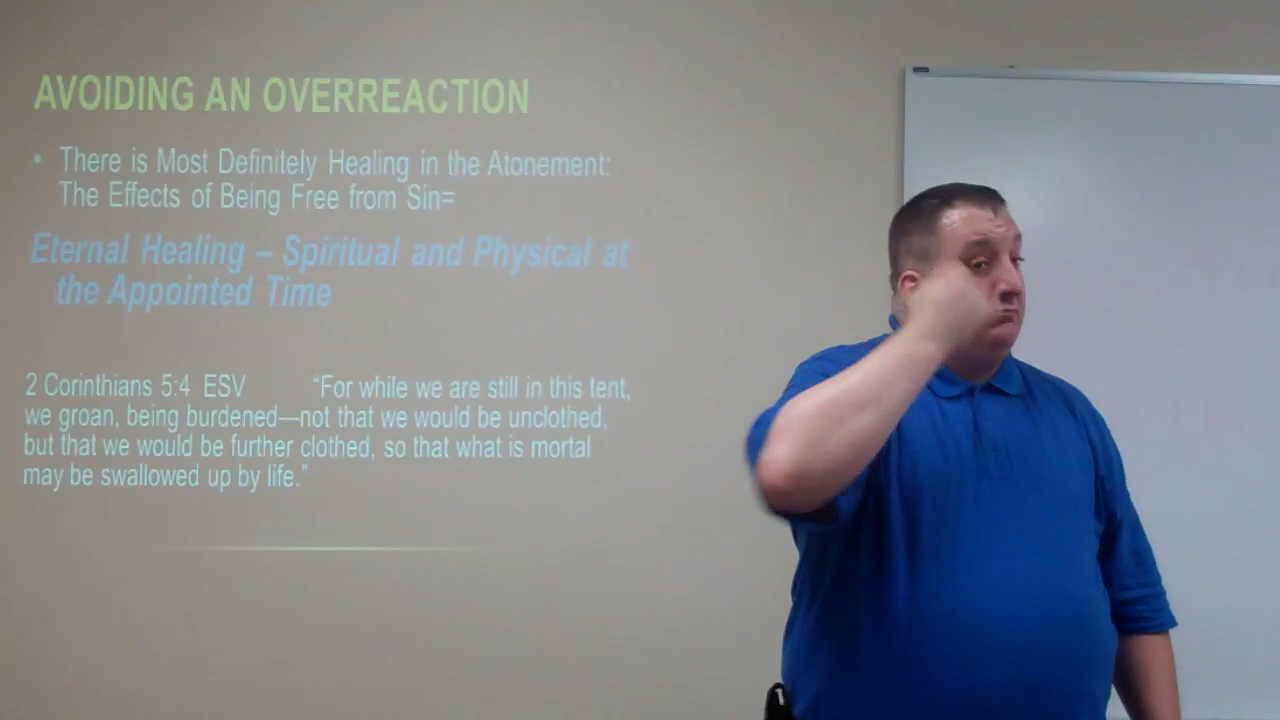 AVOIDING AN OVERREACTION
• There is Most Definitely Healing in the Atonement:
The Effects of Being Free from Sin=
Eternal Healing – Spiritual and Physical at
the Appointed Time
2 Corinthians 5:4 ESV "For while we are still in this tent,
we groan, being burdened—not that we would be unclothed,
but that we would be further clothed, so that what is mortal
may be swallowed up by life."